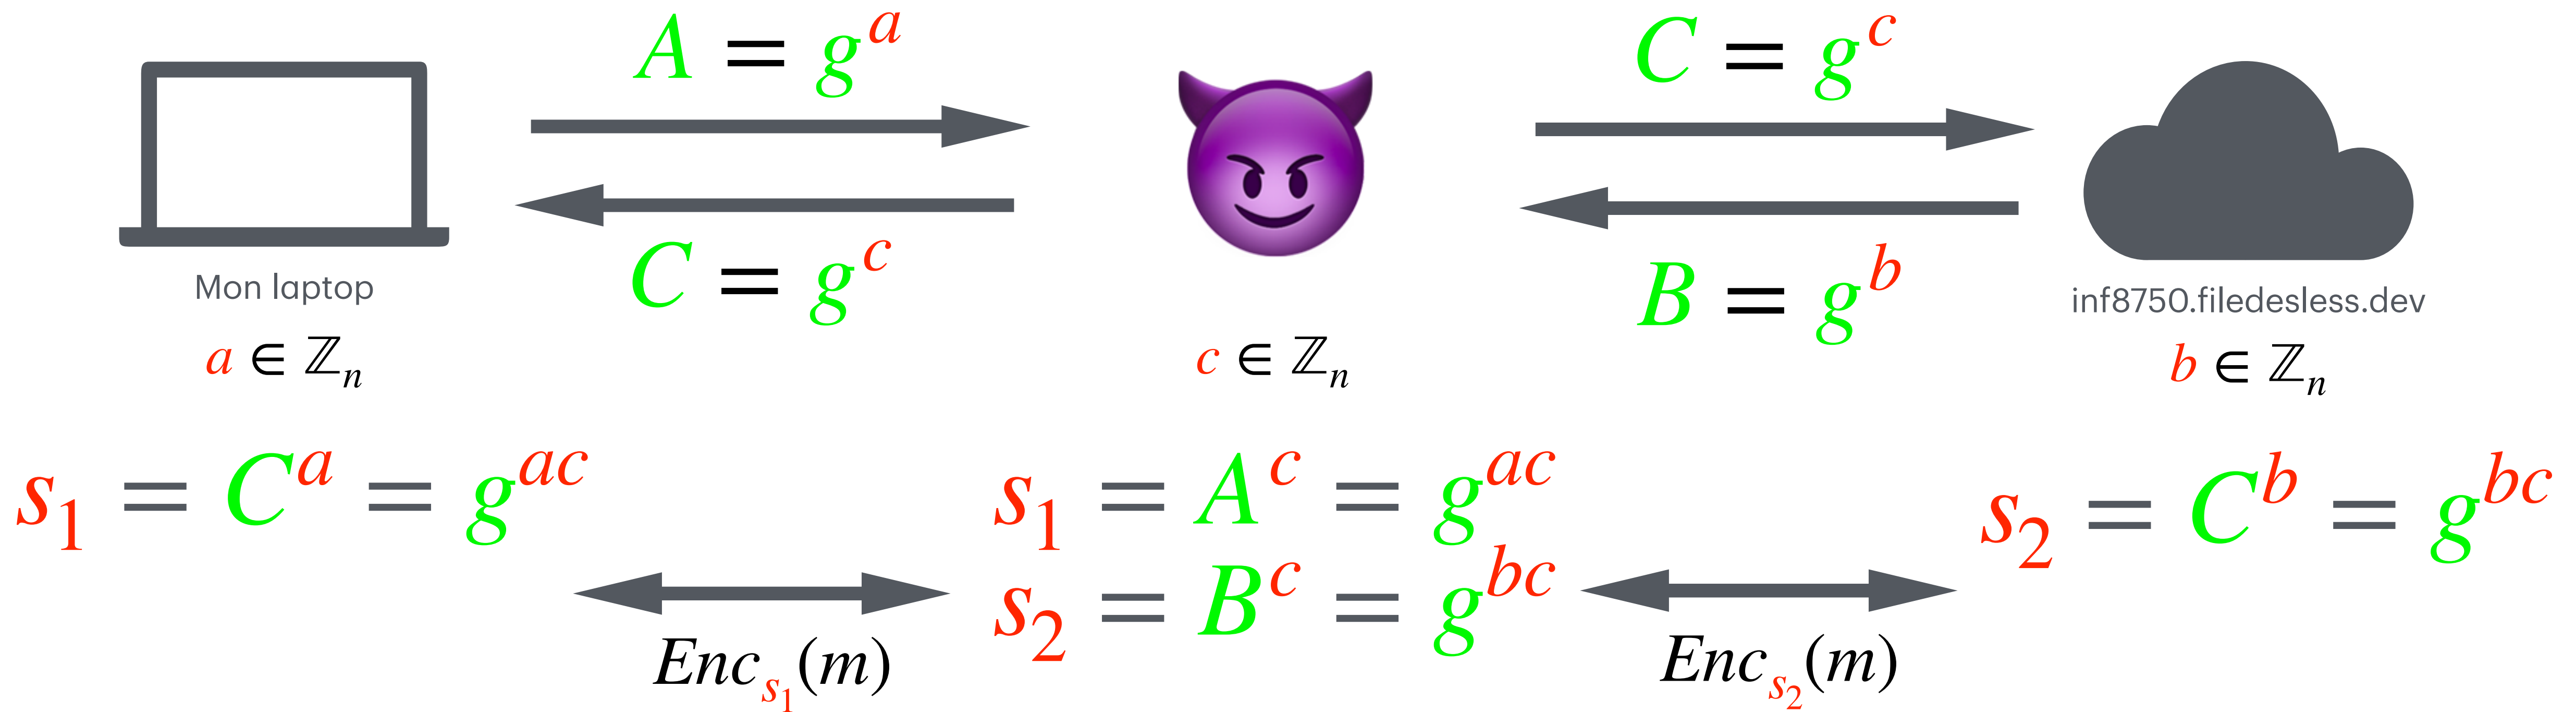 A = g^a
C = g^c
C = g^c
B = g^b
Mon laptop
inf8750.filedesless.dev
a ∈ ℤ_n
c ∈ ℤ_n
b ∈ ℤ_n
s_1 = C^a = g^{ac}
s_1 = A^c = g^{ac}
s_2 = B^c = g^{bc}
s_2 = C^b = g^{bc}
Enc_{s_1}(m)
Enc_{s_2}(m)